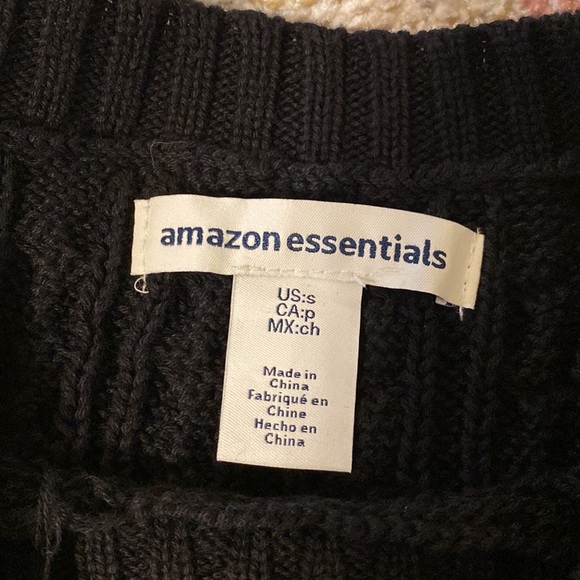 amazon essentials
US:s
CA:p
MX:ch
Made in
China
Fabriqué en
Chine
Hecho en
China